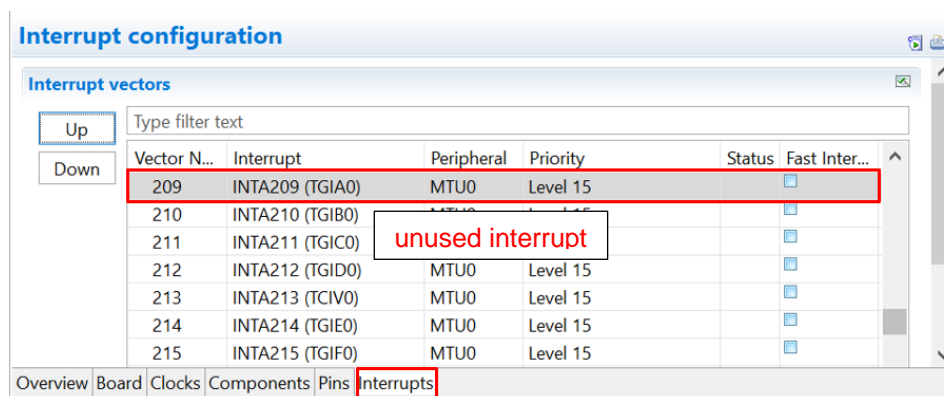 Interrupt configuration
Interrupt vectors
Up
Down
Type filter text
Vector N... Interrupt Peripheral Priority Status Fast Inter...
209 INTA209 (TGIA0) MTU0 Level 15
210 INTA210 (TGIB0)
211 INTA211 (TGIC0)
unused interrupt
212 INTA212 (TGID0) MTU0 Level 15
213 INTA213 (TCIV0) MTU0 Level 15
214 INTA214 (TGIE0) MTU0 Level 15
215 INTA215 (TGIF0) MTU0 Level 15
Overview Board Clocks Components Pins Interrupts